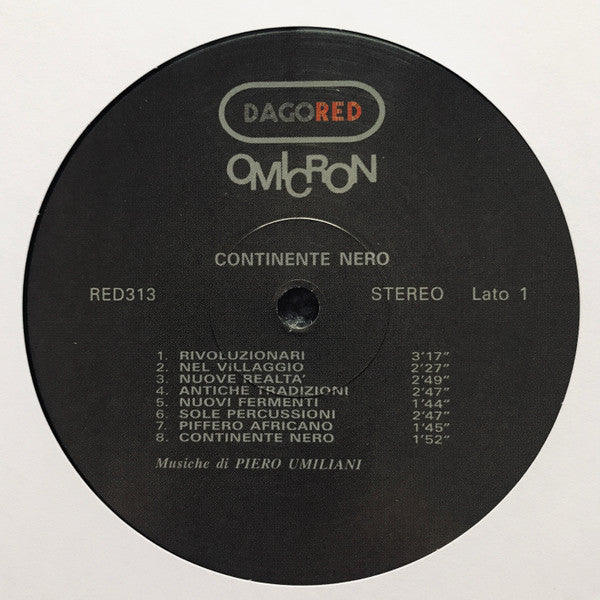 DAGORED
OMICRON
CONTINENTE NERO
RED313 STEREO Lato 1
1. RIVOLUZIONARI 3'17"
2. NEL VILLAGGIO 2'27"
3. NUOVE REALTA' 2'49"
4. ANTICHE TRADIZIONI 2'47"
5. NUOVI FERMENTI 1'44"
6. SOLE PERCUSSIONI 2'47"
7. PIFFERO AFRICANO 1'45"
8. CONTINENTE NERO 1'52"
Musiche di PIERO UMILIANI